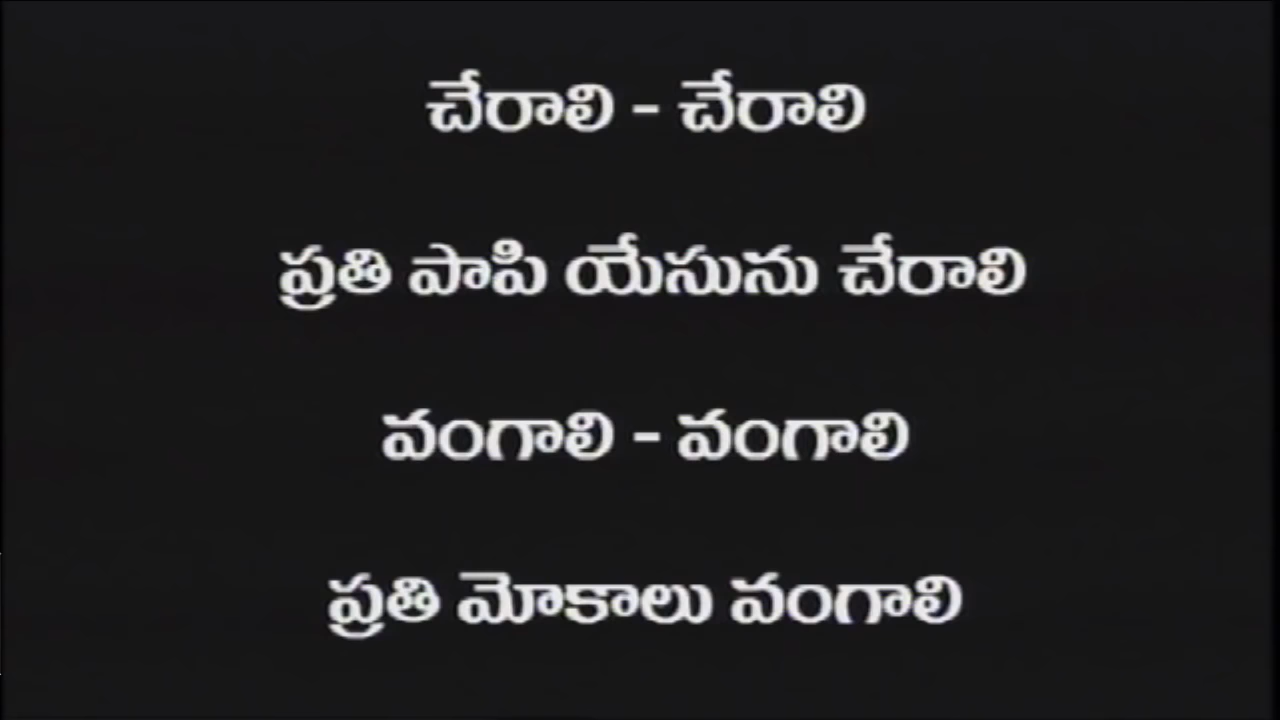 చేరాలి - చేరాలి
ప్రతి పాపి యేసును చేరాలి
వంగాలి - వంగాలి
ప్రతి మోకాలు వంగాలి